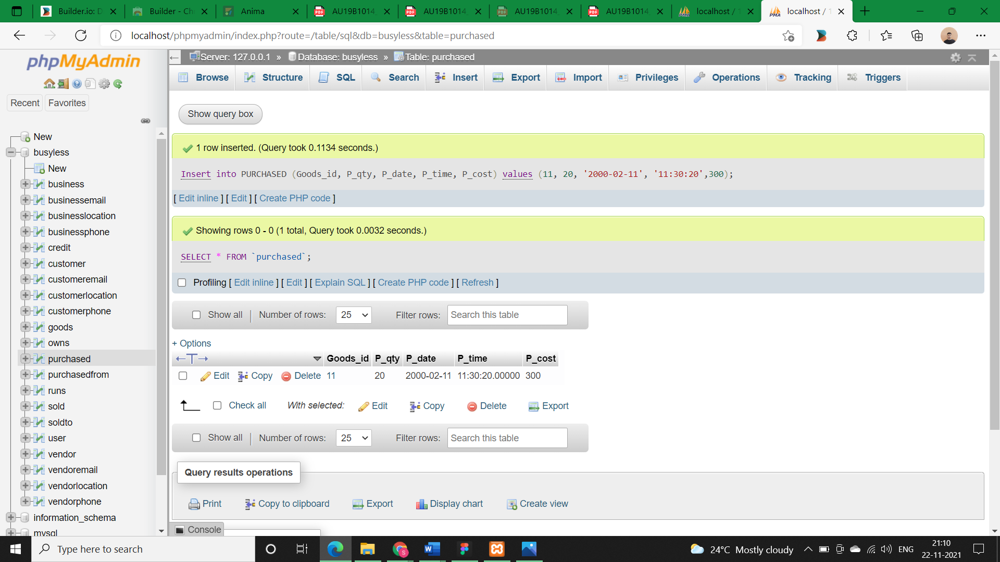 Builder.io: D
Builder - Ch
Anima
AU19B1014
AU19B1014
AU19B1014
AU19B1014
localhost / 1
localhost / 1
localhost/phpmyadmin/index.php?route=/table/sql&db=busyless&table=purchased
phpMyAdmin
Recent
Favorites
New
busyless
New
business
businessemail
businesslocation
businessphone
credit
customer
customeremail
customerlocation
customerphone
goods
owns
purchased
purchasedfrom
runs
sold
soldto
user
vendor
vendoremail
vendorlocation
vendorphone
information_schema
mysql
Server: 127.0.0.1 » Database: busyless » Table: purchased
Browse Structure SQL Search Insert Export Import Privileges Operations Tracking Triggers
Show query box
1 row inserted. (Query took 0.1134 seconds.)
Insert into PURCHASED (Goods_id, P_qty, P_date, P_time, P_cost) values (11, 20, '2000-02-11', '11:30:20',300);
[ Edit inline ] [ Edit ] [ Create PHP code ]
Showing rows 0 - 0 (1 total, Query took 0.0032 seconds.)
SELECT * FROM `purchased`;
Profiling [ Edit inline ] [ Edit ] [ Explain SQL ] [ Create PHP code ] [ Refresh ]
Show all | Number of rows: 25 Filter rows: Search this table
+ Options
←T→ Goods_id P_qty P_date P_time P_cost
Edit Copy Delete 11 20 2000-02-11 11:30:20.00000 300
Check all With selected: Edit Copy Delete Export
Show all | Number of rows: 25 Filter rows: Search this table
Query results operations
Print Copy to clipboard Export Display chart Create view
Console
Type here to search
24°C Mostly cloudy
ENG
21:10
22-11-2021